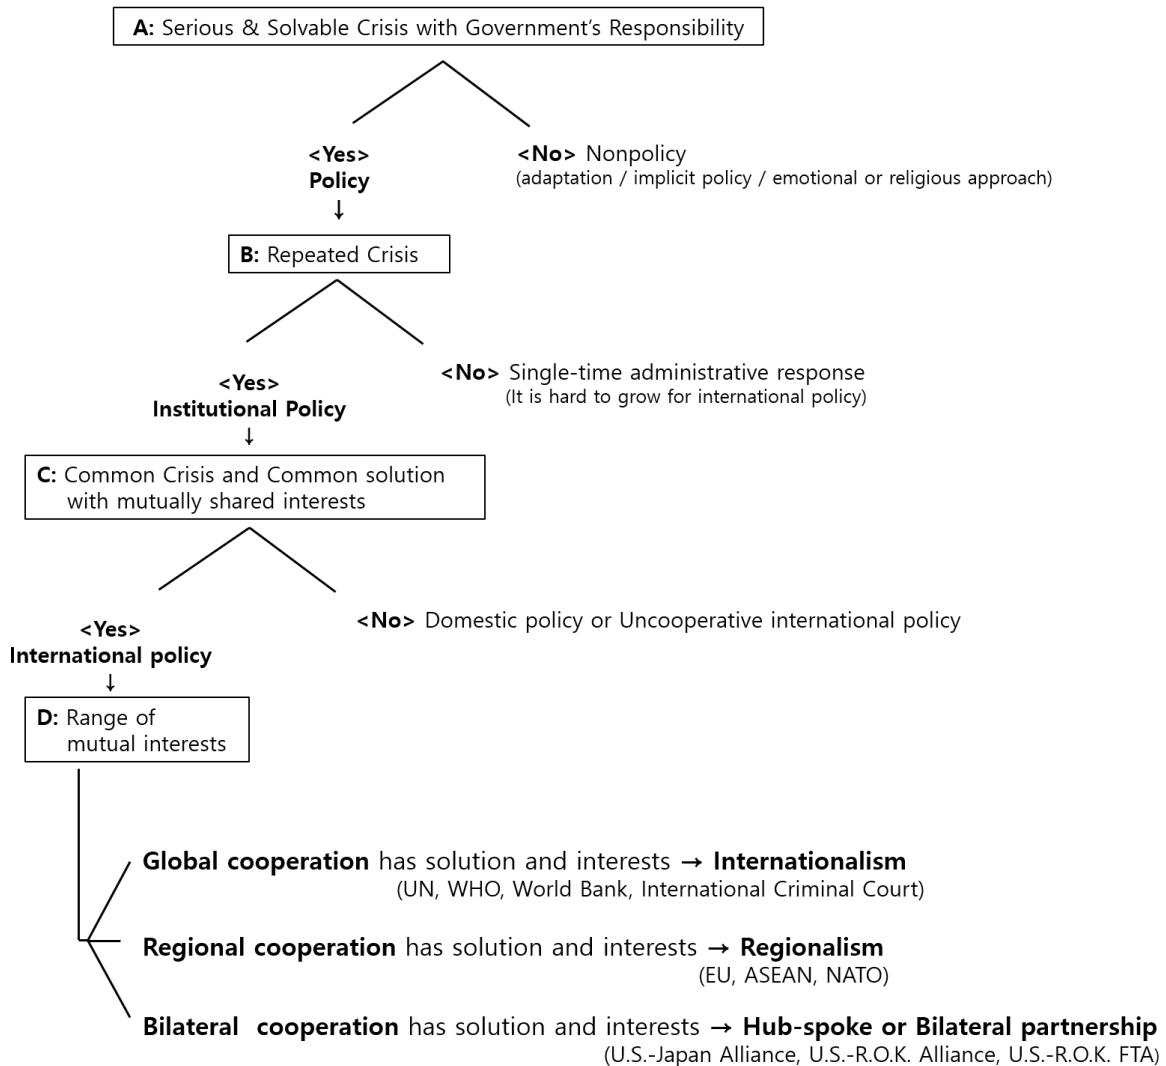 A: Serious & Solvable Crisis with Government's Responsibility
<Yes>
Policy
↓
<No> Nonpolicy
(adaptation / implicit policy / emotional or religious approach)
B: Repeated Crisis
<Yes>
Institutional Policy
↓
<No> Single-time administrative response
(It is hard to grow for international policy)
C: Common Crisis and Common solution
with mutually shared interests
<Yes>
International policy
↓
<No> Domestic policy or Uncooperative international policy
D: Range of
mutual interests
Global cooperation has solution and interests → Internationalism
(UN, WHO, World Bank, International Criminal Court)
Regional cooperation has solution and interests → Regionalism
(EU, ASEAN, NATO)
Bilateral cooperation has solution and interests → Hub-spoke or Bilateral partnership
(U.S.-Japan Alliance, U.S.-R.O.K. Alliance, U.S.-R.O.K. FTA)